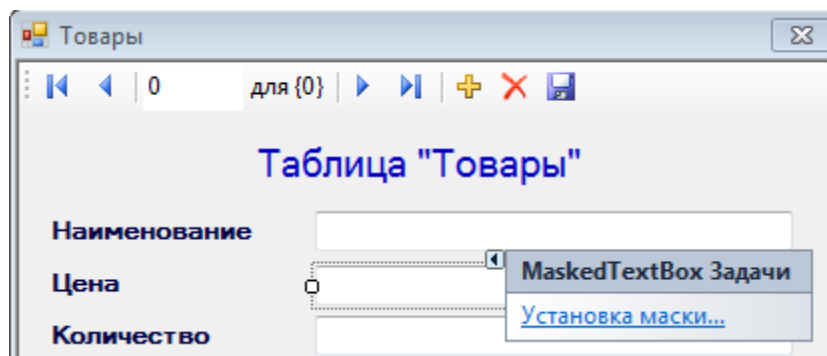 Товары
0 для {0}
Таблица "Товары"
Наименование
Цена
MaskedTextBox Задачи
Установка маски...
Количество